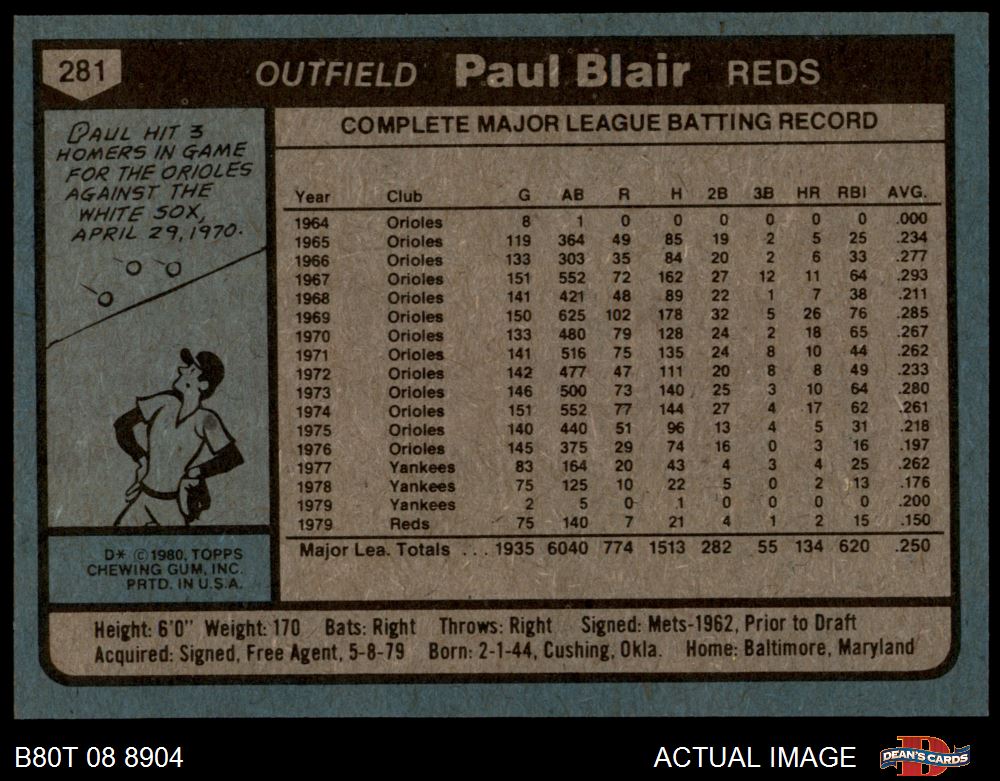 281
OUTFIELD Paul Blair REDS
PAUL HIT 3
HOMERS IN GAME
FOR THE ORIOLES
AGAINST THE
WHITE SOX,
APRIL 29, 1970.
D* © 1980, TOPPS
CHEWING GUM, INC.
PRTD. IN U.S.A.
COMPLETE MAJOR LEAGUE BATTING RECORD
Year Club G AB R H 2B 3B HR RBI AVG.
1964 Orioles 8 1 0 0 0 0 0 0 .000
1965 Orioles 119 364 49 85 19 2 5 25 .234
1966 Orioles 133 303 35 84 20 2 6 33 .277
1967 Orioles 151 552 72 162 27 12 11 64 .293
1968 Orioles 141 421 48 89 22 1 7 38 .211
1969 Orioles 150 625 102 178 32 5 26 76 .285
1970 Orioles 133 480 79 128 24 2 18 65 .267
1971 Orioles 141 516 75 135 24 8 10 44 .262
1972 Orioles 142 477 47 111 20 8 8 49 .233
1973 Orioles 146 500 73 140 25 3 10 64 .280
1974 Orioles 151 552 77 144 27 4 17 62 .261
1975 Orioles 140 440 51 96 13 4 5 31 .218
1976 Orioles 145 375 29 74 16 0 3 16 .197
1977 Yankees 83 164 20 43 4 3 4 25 .262
1978 Yankees 75 125 10 22 5 0 2 13 .176
1979 Yankees 2 5 0 1 0 0 0 0 .200
1979 Reds 75 140 7 21 4 1 2 15 .150
Major Lea. Totals ... 1935 6040 774 1513 282 55 134 620 .250
Height: 6'0" Weight: 170 Bats: Right Throws: Right Signed: Mets-1962, Prior to Draft
Acquired: Signed, Free Agent, 5-8-79 Born: 2-1-44, Cushing, Okla. Home: Baltimore, Maryland
B80T 08 8904
ACTUAL IMAGE
DEAN'S CARDS